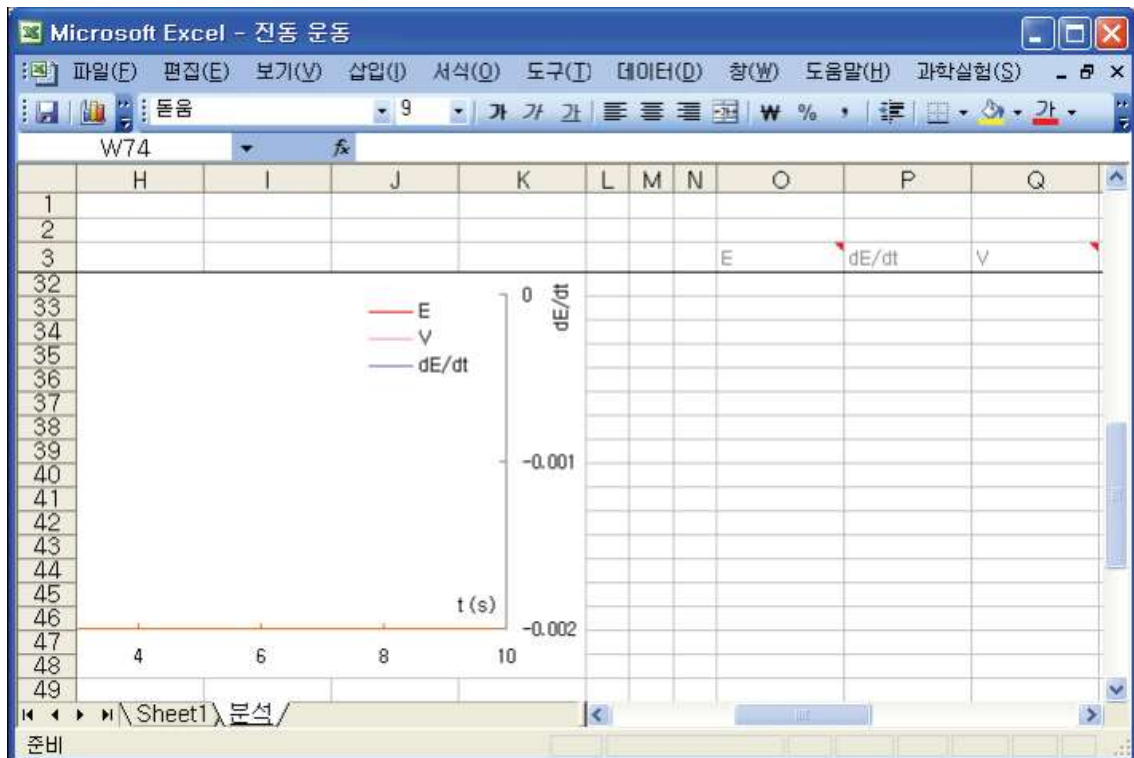 Microsoft Excel - 진동 운동
파일(F) 편집(E) 보기(V) 삽입(I) 서식(O) 도구(T) 데이터(D) 창(W) 도움말(H) 과학실험(S)
돋움 9 가 가 가 ₩ % , 가
W74 fx
H I J K L M N O P Q
1
2
3 E dE/dt V
32
33
34
35
36
37
38
39
40
41
42
43
44
45
46
47
48
49
E
V
dE/dt
0
dE/dt
-0.001
t (s)
-0.002
4 6 8 10
Sheet1 분석
준비